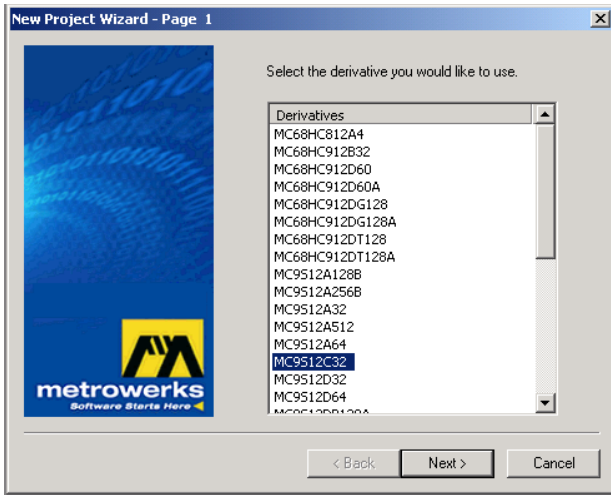 New Project Wizard - Page 1
Select the derivative you would like to use.
Derivatives
MC68HC812A4
MC68HC912B32
MC68HC912D60
MC68HC912D60A
MC68HC912DG128
MC68HC912DG128A
MC68HC912DT128
MC68HC912DT128A
MC9S12A128B
MC9S12A256B
MC9S12A32
MC9S12A512
MC9S12A64
MC9S12C32
MC9S12D32
MC9S12D64
metrowerks
Software Starts Here
< Back
Next >
Cancel